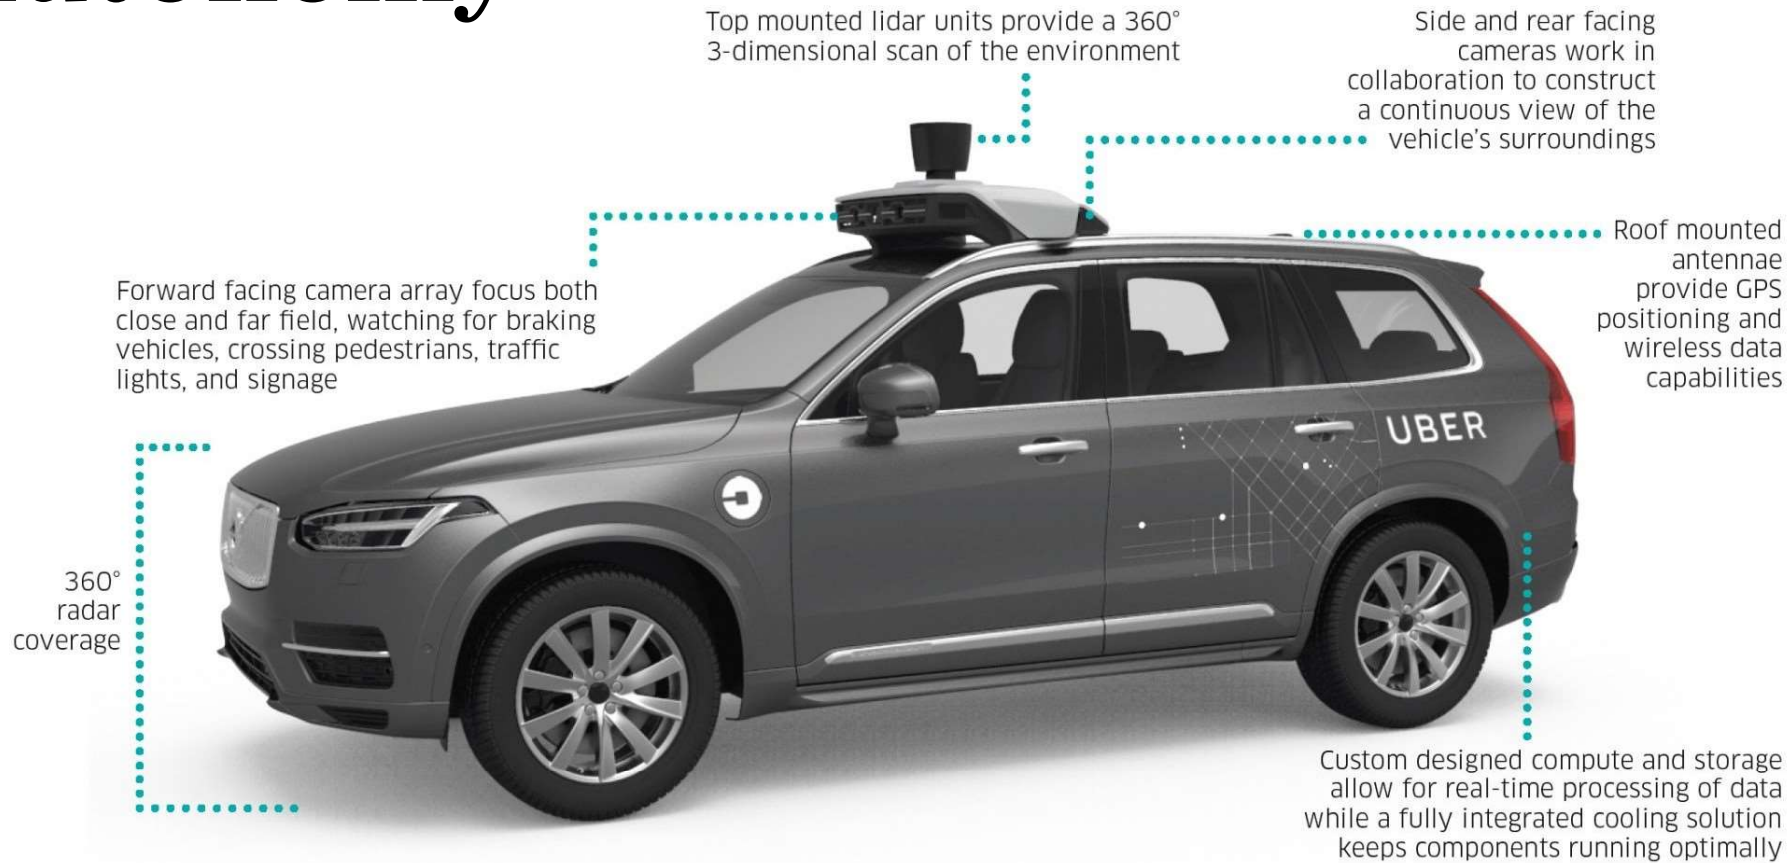 Top mounted lidar units provide a 360°
3-dimensional scan of the environment
Side and rear facing
cameras work in
collaboration to construct
a continuous view of the
vehicle's surroundings
Forward facing camera array focus both
close and far field, watching for braking
vehicles, crossing pedestrians, traffic
lights, and signage
Roof mounted
antennae
provide GPS
positioning and
wireless data
capabilities
UBER
360°
radar
coverage
Custom designed compute and storage
allow for real-time processing of data
while a fully integrated cooling solution
keeps components running optimally